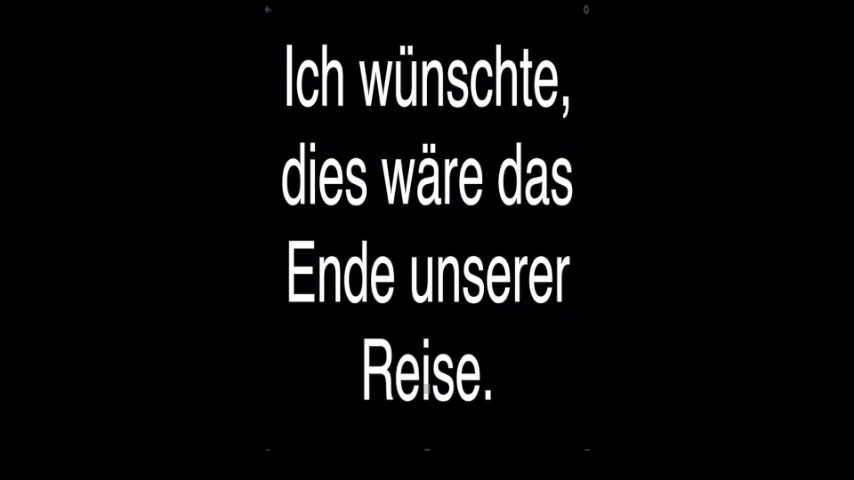 Ich wünschte,
dies wäre das
Ende unserer
Reise.